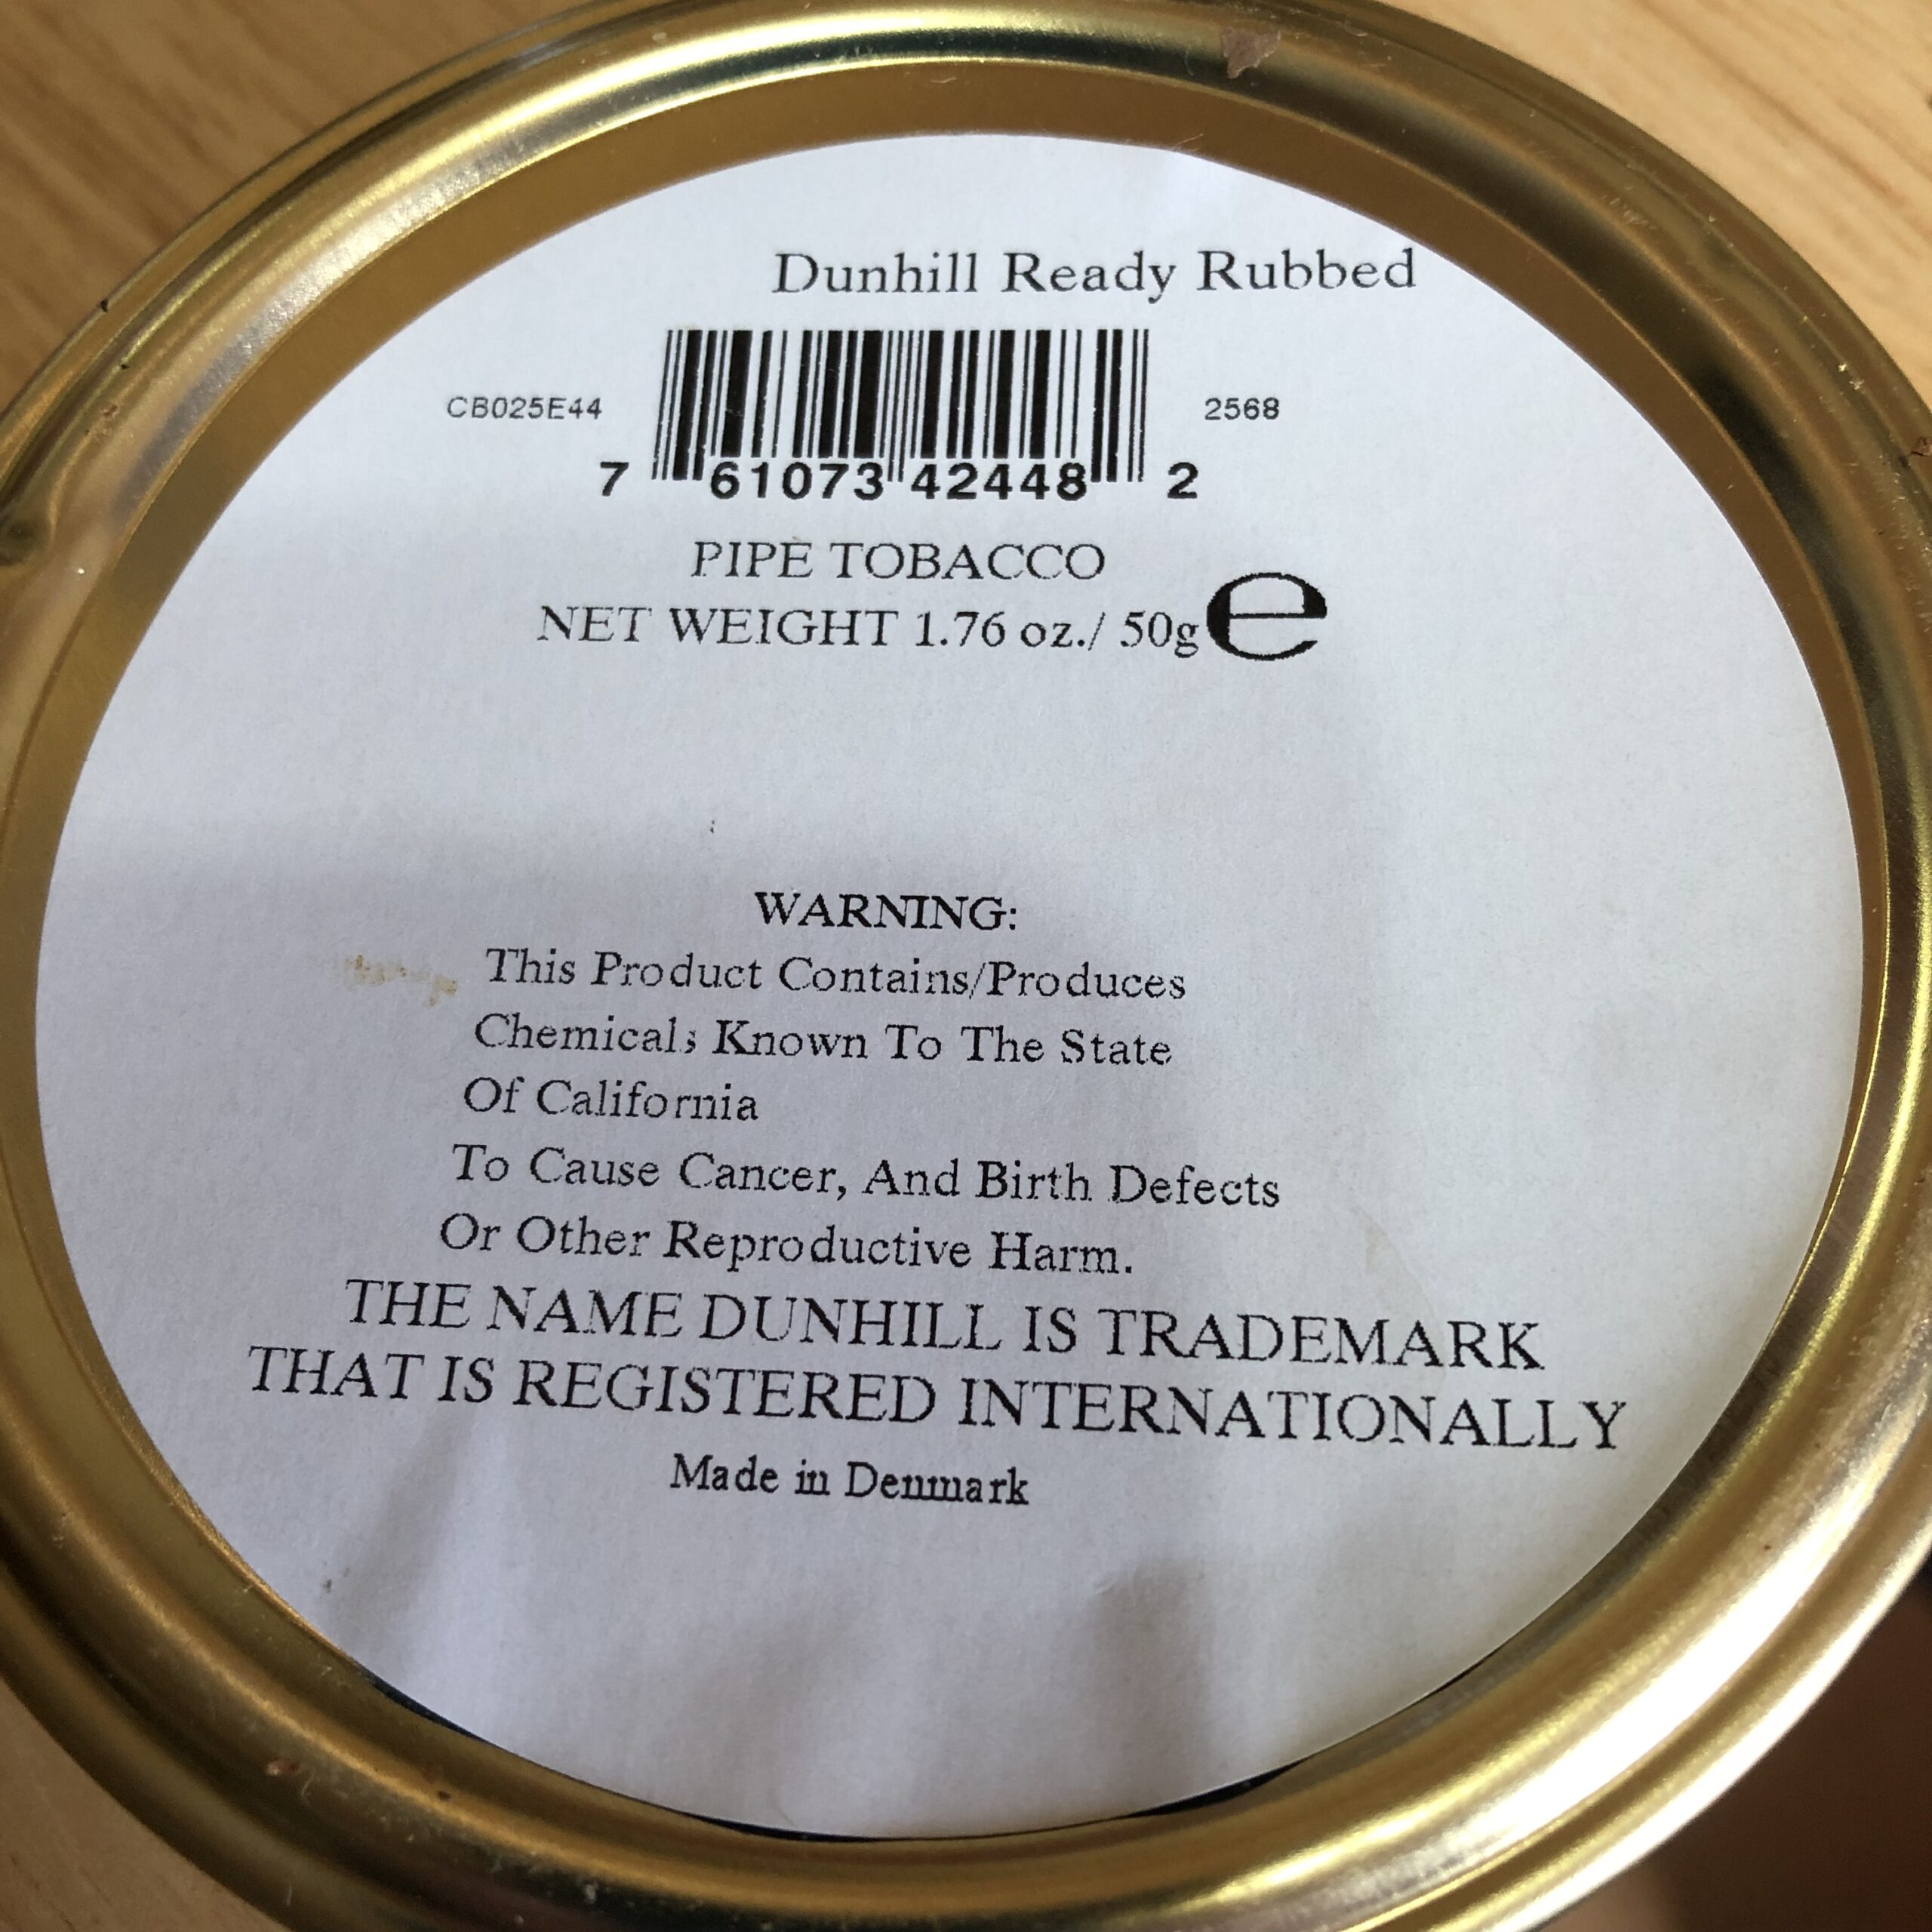 Dunhill Ready Rubbed
CB025E44
2568
7 61073 42448 2
PIPE TOBACCO
NET WEIGHT 1.76 oz./ 50g e
WARNING:
This Product Contains/Produces
Chemicals Known To The State
Of California
To Cause Cancer, And Birth Defects
Or Other Reproductive Harm.
THE NAME DUNHILL IS TRADEMARK
THAT IS REGISTERED INTERNATIONALLY
Made in Denmark